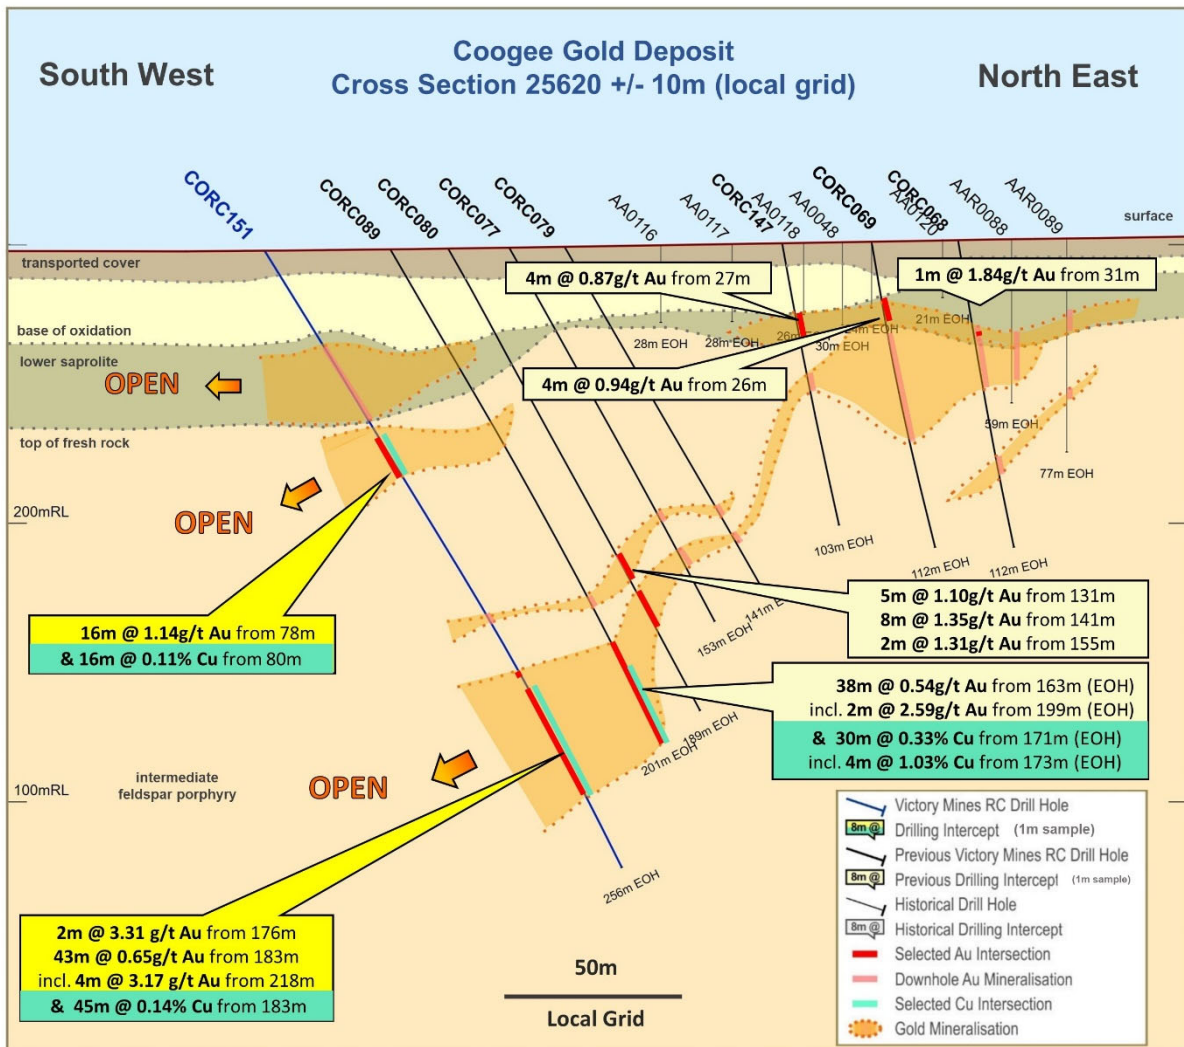 Coogee Gold Deposit
South West
Cross Section 25620 +/- 10m (local grid)
North East
CORC151
CORC089
CORC080
CORC077
CORC079
AA0116
AA0117
CORC147
AA0118
AA0048
CORC069
AA0120
CORC068
AAR0088
AAR0089
surface
transported cover
4m @ 0.87g/t Au from 27m
1m @ 1.84g/t Au from 31m
base of oxidation
28m EOH
28m EOH
26m EOH
30m EOH
24m EOH
21m EOH
lower saprolite
OPEN
4m @ 0.94g/t Au from 26m
59m EOH
top of fresh rock
77m EOH
200mRL
OPEN
103m EOH
112m EOH
112m EOH
141m EOH
153m EOH
189m EOH
201m EOH
5m @ 1.10g/t Au from 131m
8m @ 1.35g/t Au from 141m
2m @ 1.31g/t Au from 155m
16m @ 1.14g/t Au from 78m
& 16m @ 0.11% Cu from 80m
38m @ 0.54g/t Au from 163m (EOH)
incl. 2m @ 2.59g/t Au from 199m (EOH)
& 30m @ 0.33% Cu from 171m (EOH)
incl. 4m @ 1.03% Cu from 173m (EOH)
intermediate
feldspar porphyry
OPEN
100mRL
256m EOH
2m @ 3.31 g/t Au from 176m
43m @ 0.65g/t Au from 183m
incl. 4m @ 3.17 g/t Au from 218m
& 45m @ 0.14% Cu from 183m
50m
Local Grid
Victory Mines RC Drill Hole
8m @ Drilling Intercept (1m sample)
Previous Victory Mines RC Drill Hole
8m @ Previous Drilling Intercept (1m sample)
Historical Drill Hole
8m @ Historical Drilling Intercept
Selected Au Intersection
Downhole Au Mineralisation
Selected Cu Intersection
Gold Mineralisation